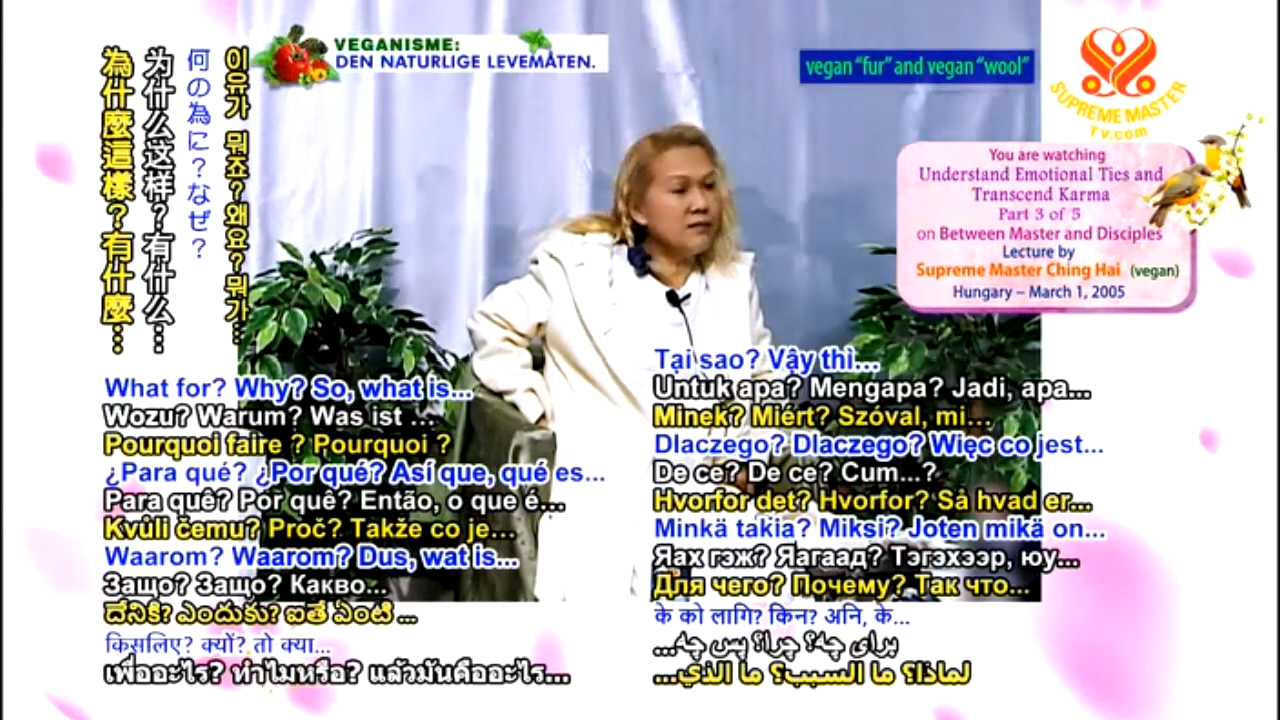 為什麼這樣？有什麼…
为什么这样？有什么…
何の為に？なぜ？
이유가 뭐죠？왜요？뭐가…
VEGANISME:
DEN NATURLIGE LEVEMÅTEN.
vegan “fur” and vegan “wool”
SUPREME MASTER
TV.com
You are watching
Understand Emotional Ties and
Transcend Karma
Part 3 of 5
on Between Master and Disciples
Lecture by
Supreme Master Ching Hai (vegan)
Hungary – March 1, 2005
What for? Why? So, what is...
Wozu? Warum? Was ist ...
Pourquoi faire ? Pourquoi ?
¿Para qué? ¿Por qué? Así que, qué es...
Para quê? Por quê? Então, o que é...
Kvůli čemu? Proč? Takže co je...
Waarom? Waarom? Dus, wat is...
Защо? Защо? Какво...
దేనికి? ఎందుకు? ఐతే ఏంటి ...
किसलिए? क्यों? तो क्या...
เพื่ออะไร? ทำไมหรือ? แล้วมันคืออะไร...
Tại sao? Vậy thì...
Untuk apa? Mengapa? Jadi, apa...
Minek? Miért? Szóval, mi...
Dlaczego? Dlaczego? Więc co jest...
De ce? De ce? Cum...?
Hvorfor det? Hvorfor? Så hvad er...
Minkä takia? Miksi? Joten mikä on...
Яах гэж? Яагаад? Тэгэхээр, юу...
Для чего? Почему? Так что...
के को लागि? किन? अनि, के...
برای چه؟ چرا؟ پس چه...
لماذا؟ ما السبب؟ ما الذي...